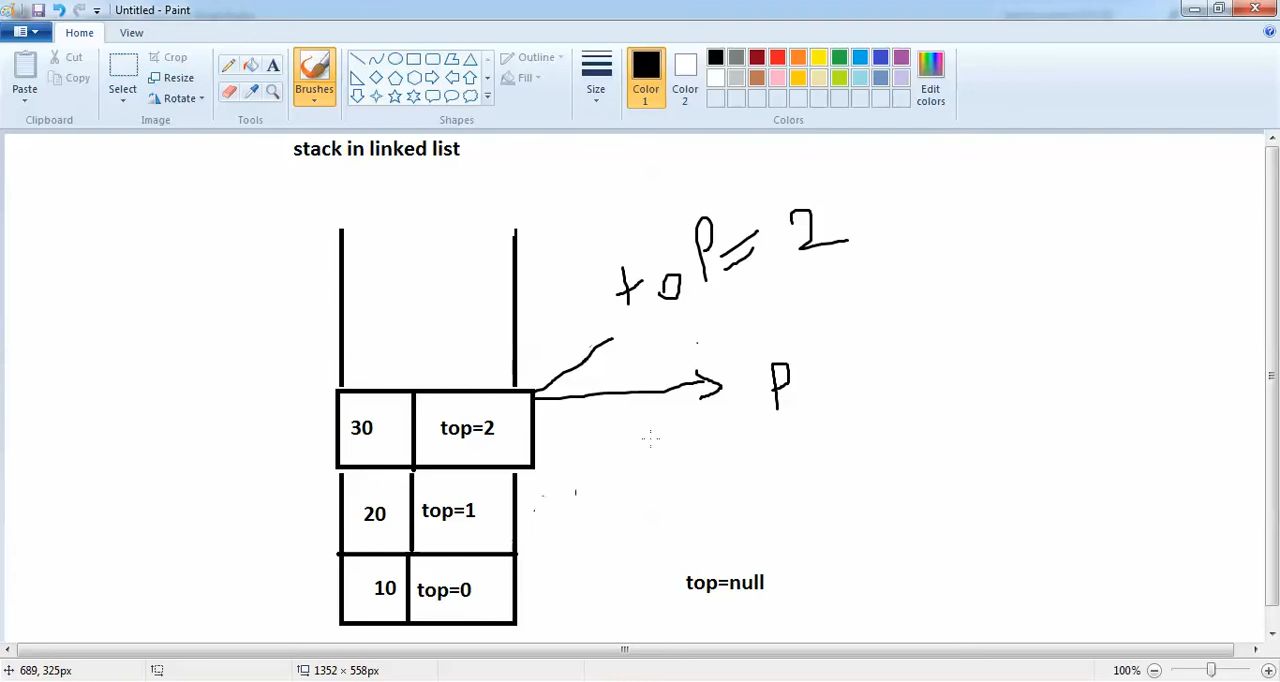 Untitled - Paint
Home View
Paste
Cut
Copy
Clipboard
Select
Crop
Resize
Rotate
Image
A
Tools
Brushes
Outline
Fill
Shapes
Size
Color 1
Color 2
Edit colors
Colors
stack in linked list
top = 2
P
30 top=2
20 top=1
10 top=0
top=null
689, 325px
1352 × 558px
100%